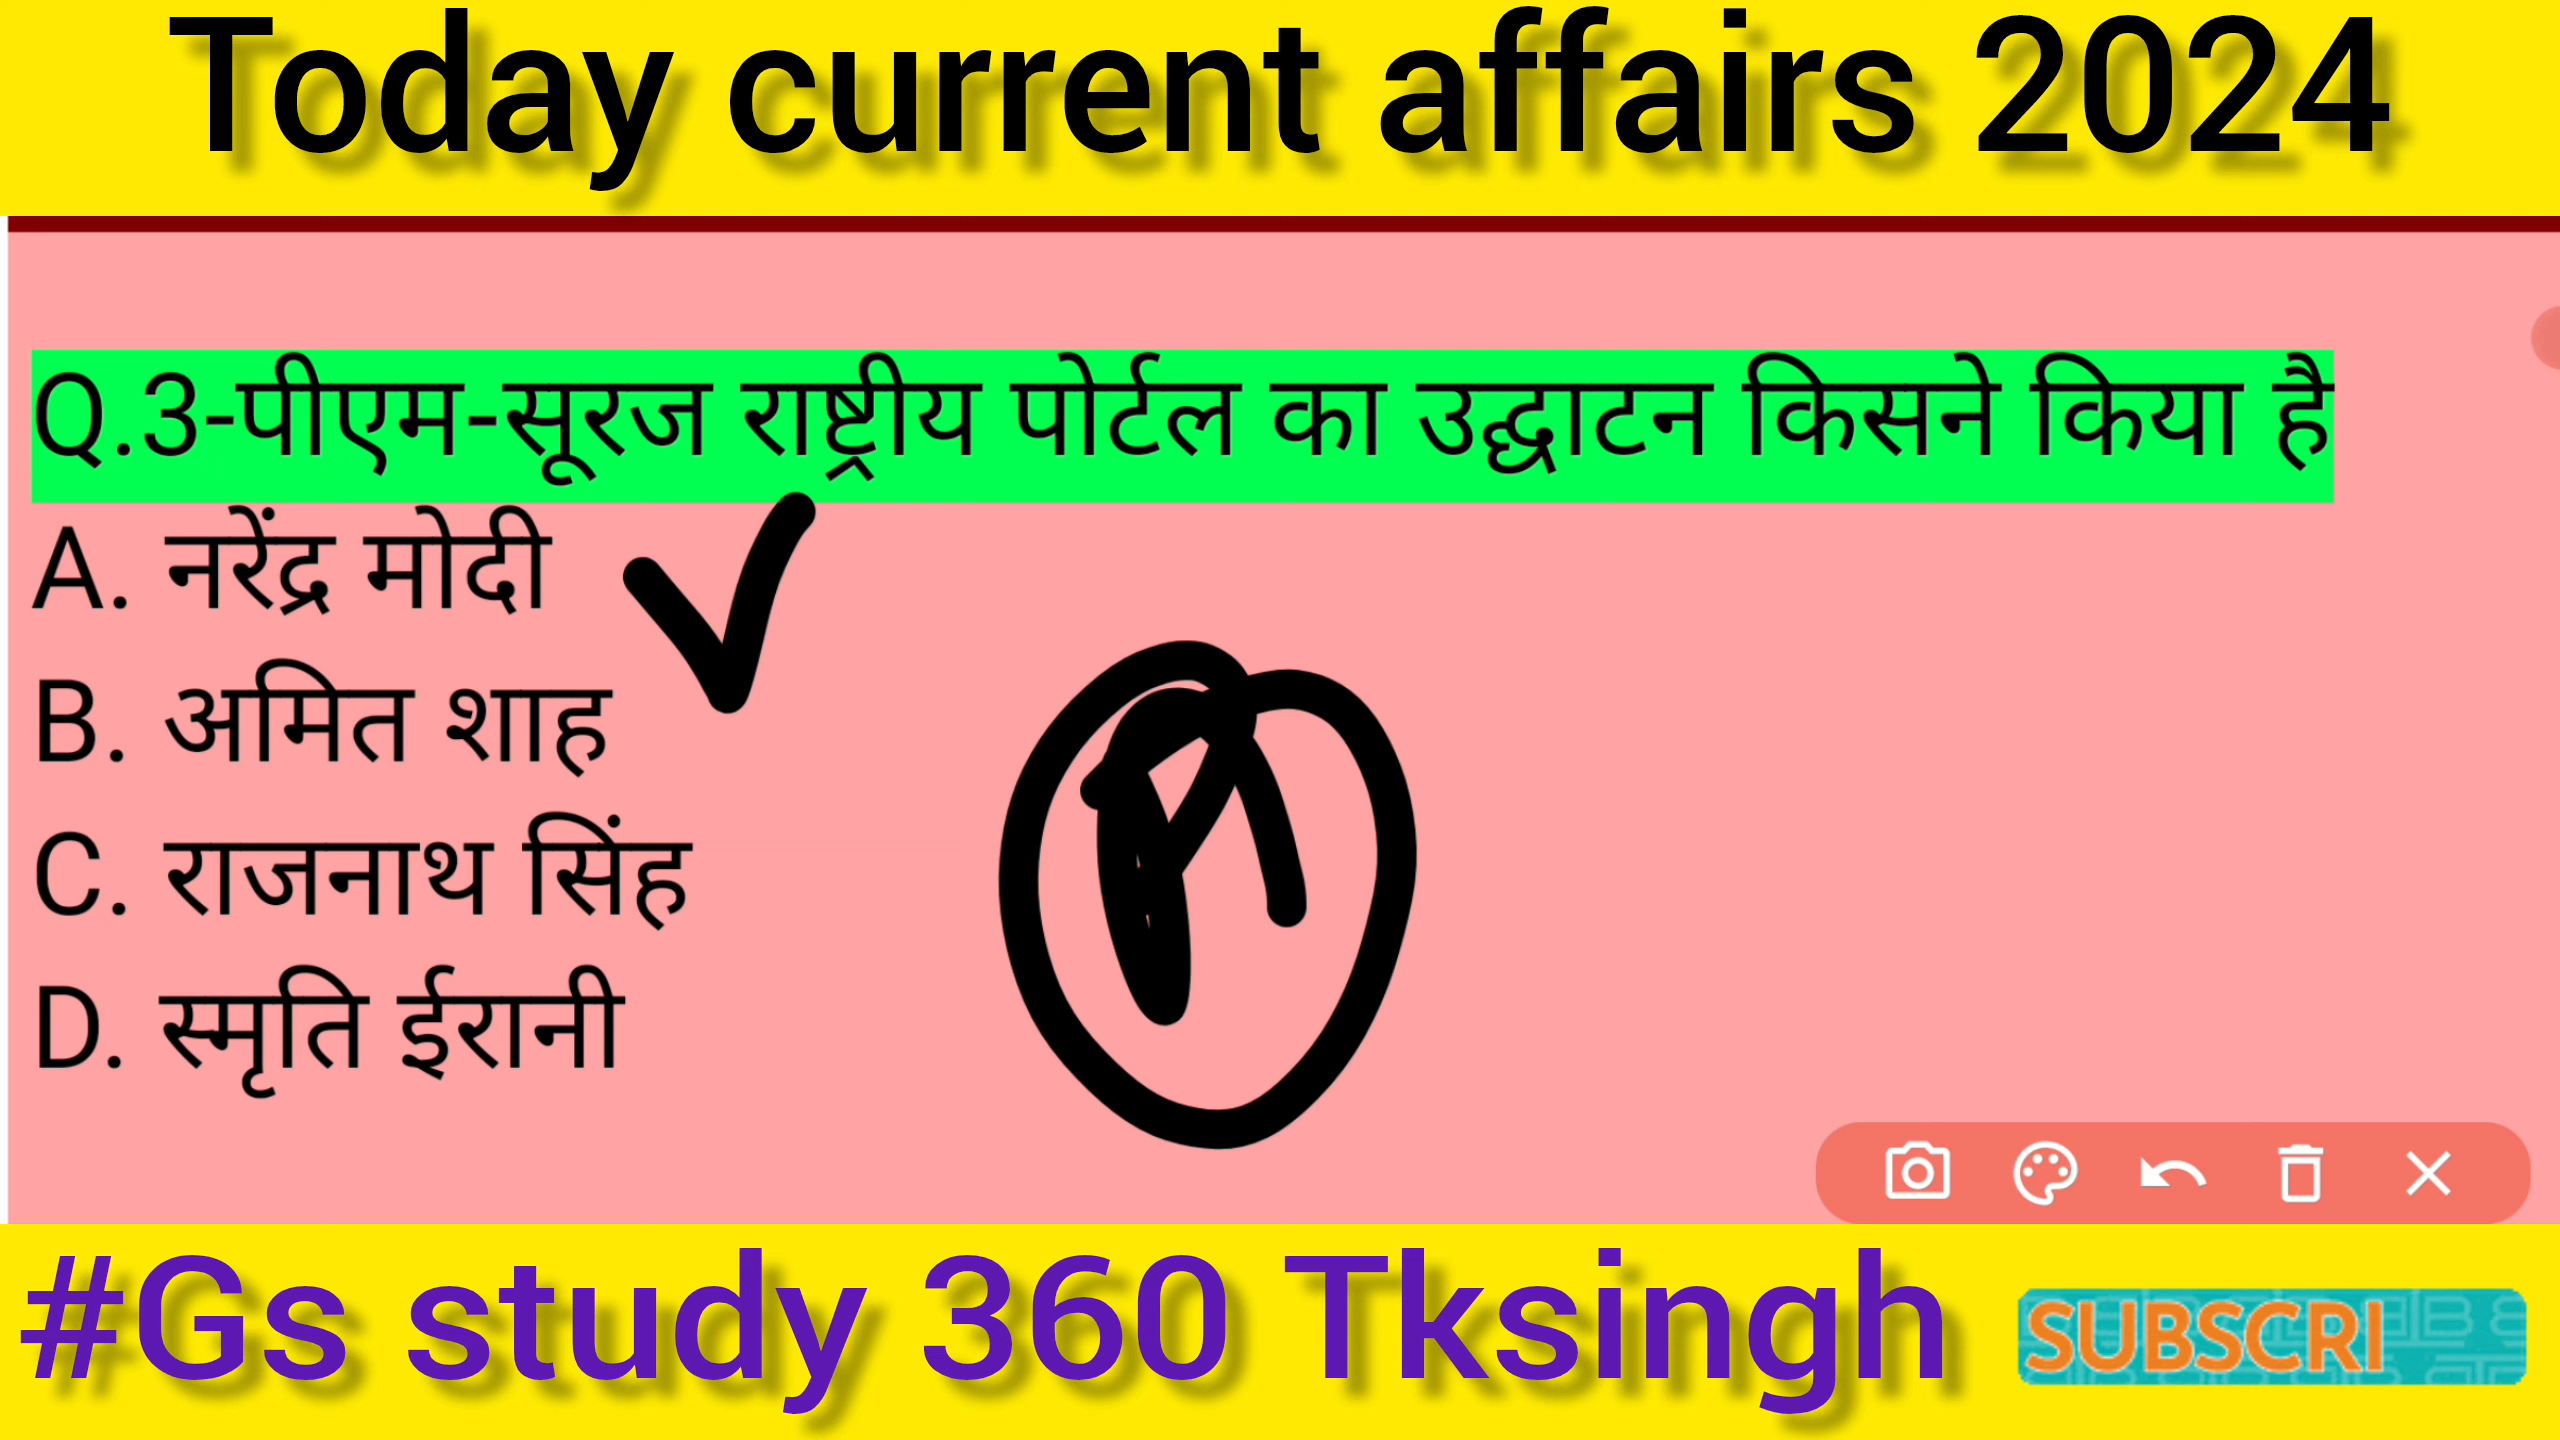 Today current affairs 2024
Q.3-पीएम-सूरज राष्ट्रीय पोर्टल का उद्घाटन किसने किया है
A. नरेंद्र मोदी
B. अमित शाह
C. राजनाथ सिंह
D. स्मृति ईरानी
#Gs study 360 Tksingh
SUBSCRI